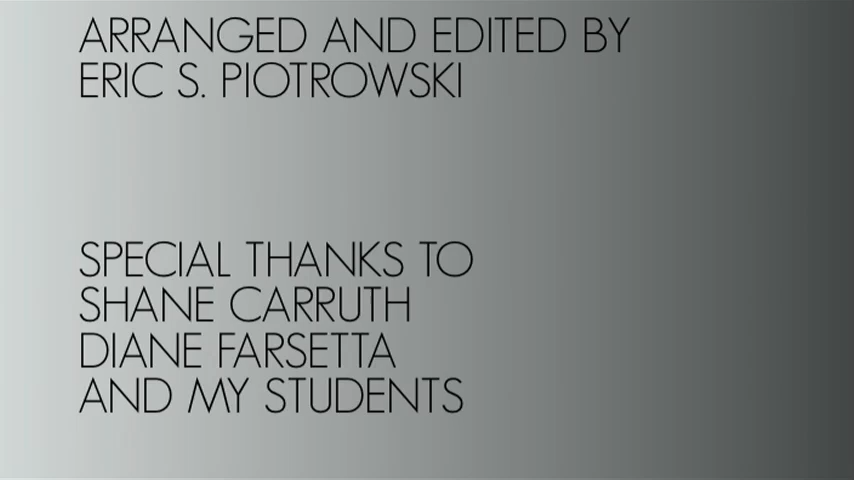 ARRANGED AND EDITED BY
ERIC S. PIOTROWSKI
SPECIAL THANKS TO
SHANE CARRUTH
DIANE FARSETTA
AND MY STUDENTS